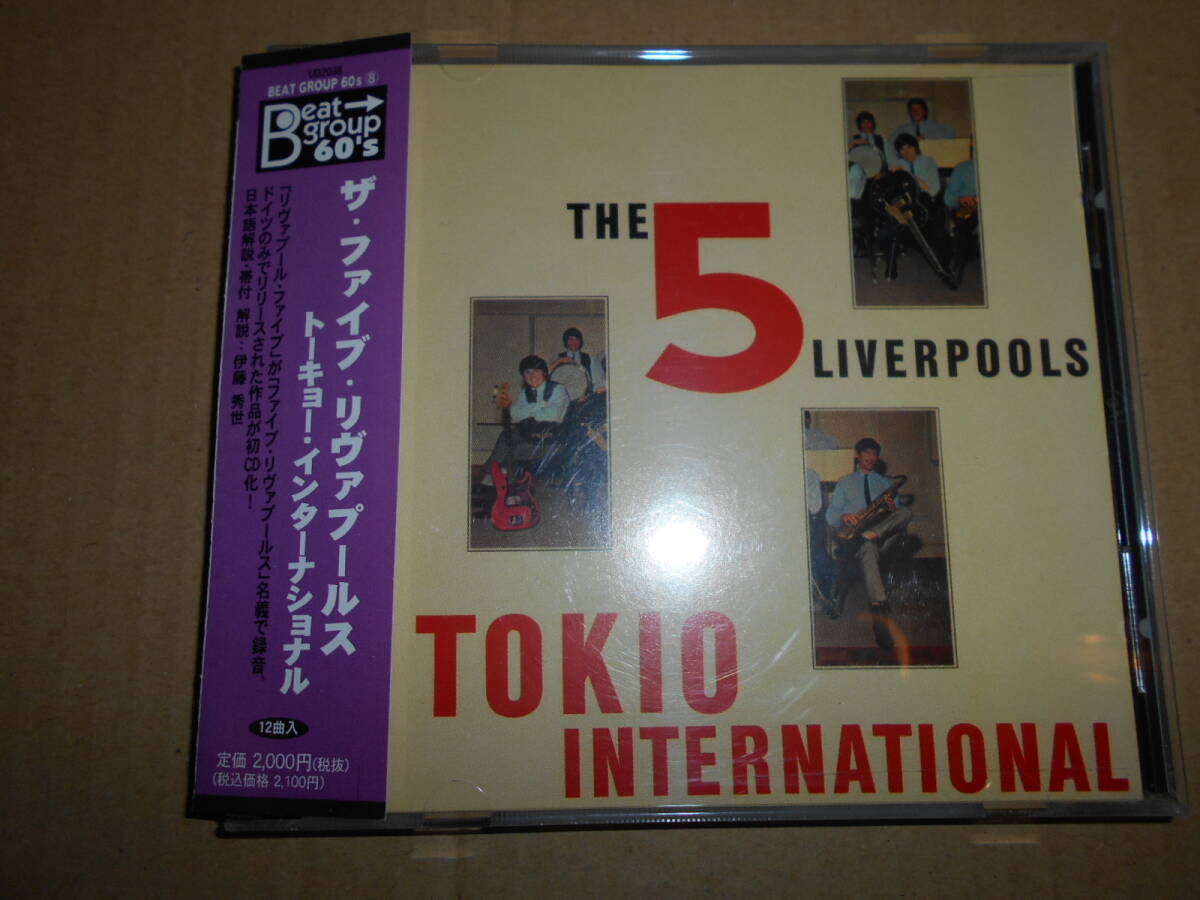 UD2038
BEAT GROUP 60s⑧
Beat→
group
60's
ザ・ファイブ・リヴァプールス
トーキョー・インターナショナル
「リヴァプール・ファイブ」が「ファイブ・リヴァプールス」名義で録音、
ドイツのみでリリースされた作品が初CD化！
日本語解説・帯付 解説：伊藤 秀世
12曲入
定価 2,000円(税抜)
(税込価格 2,100円)
THE 5
LIVERPOOLS
TOKIO
INTERNATIONAL